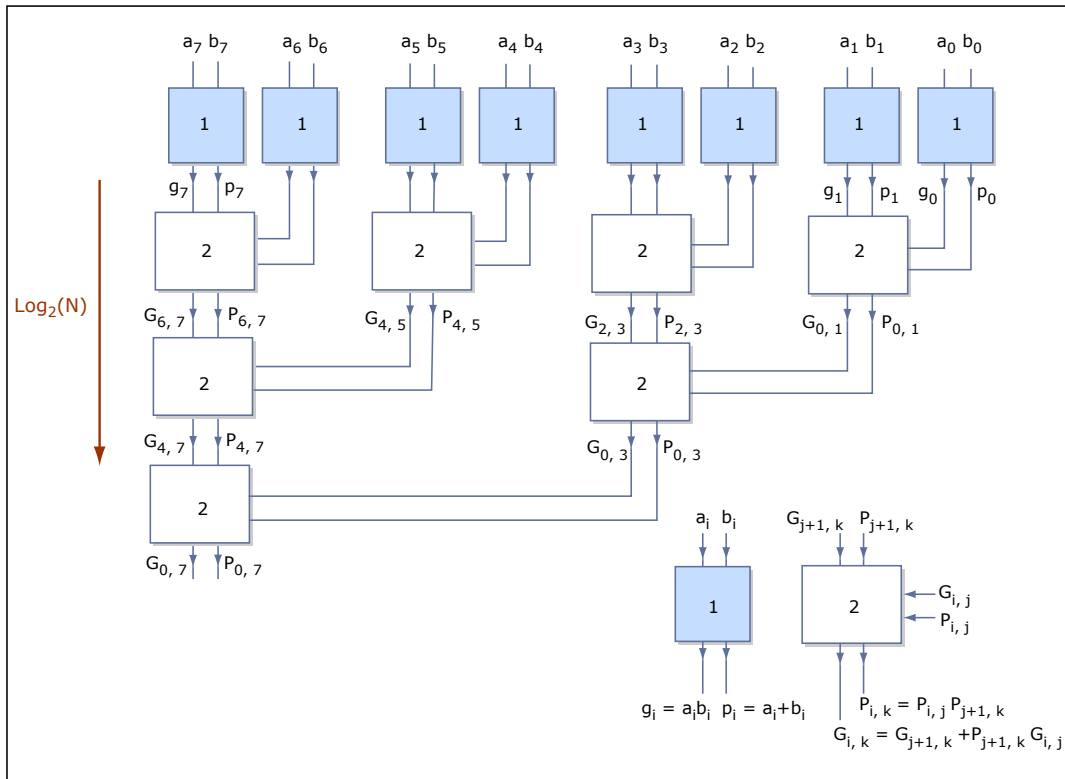 a7 b7 a6 b6 a5 b5 a4 b4 a3 b3 a2 b2 a1 b1 a0 b0
1 1 1 1 1 1 1 1
g7 p7 g1 p1 g0 p0
2 2 2 2
Log2(N)
G6, 7 P6, 7 G4, 5 P4, 5 G2, 3 P2, 3 G0, 1 P0, 1
2 2
G4, 7 P4, 7 G0, 3 P0, 3
2
G0, 7 P0, 7
ai bi Gj+1, k Pj+1, k
1 2
Gi, j
Pi, j
gi = aibi pi = ai+bi
Pi, k = Pi, j Pj+1, k
Gi, k = Gj+1, k +Pj+1, k Gi, j